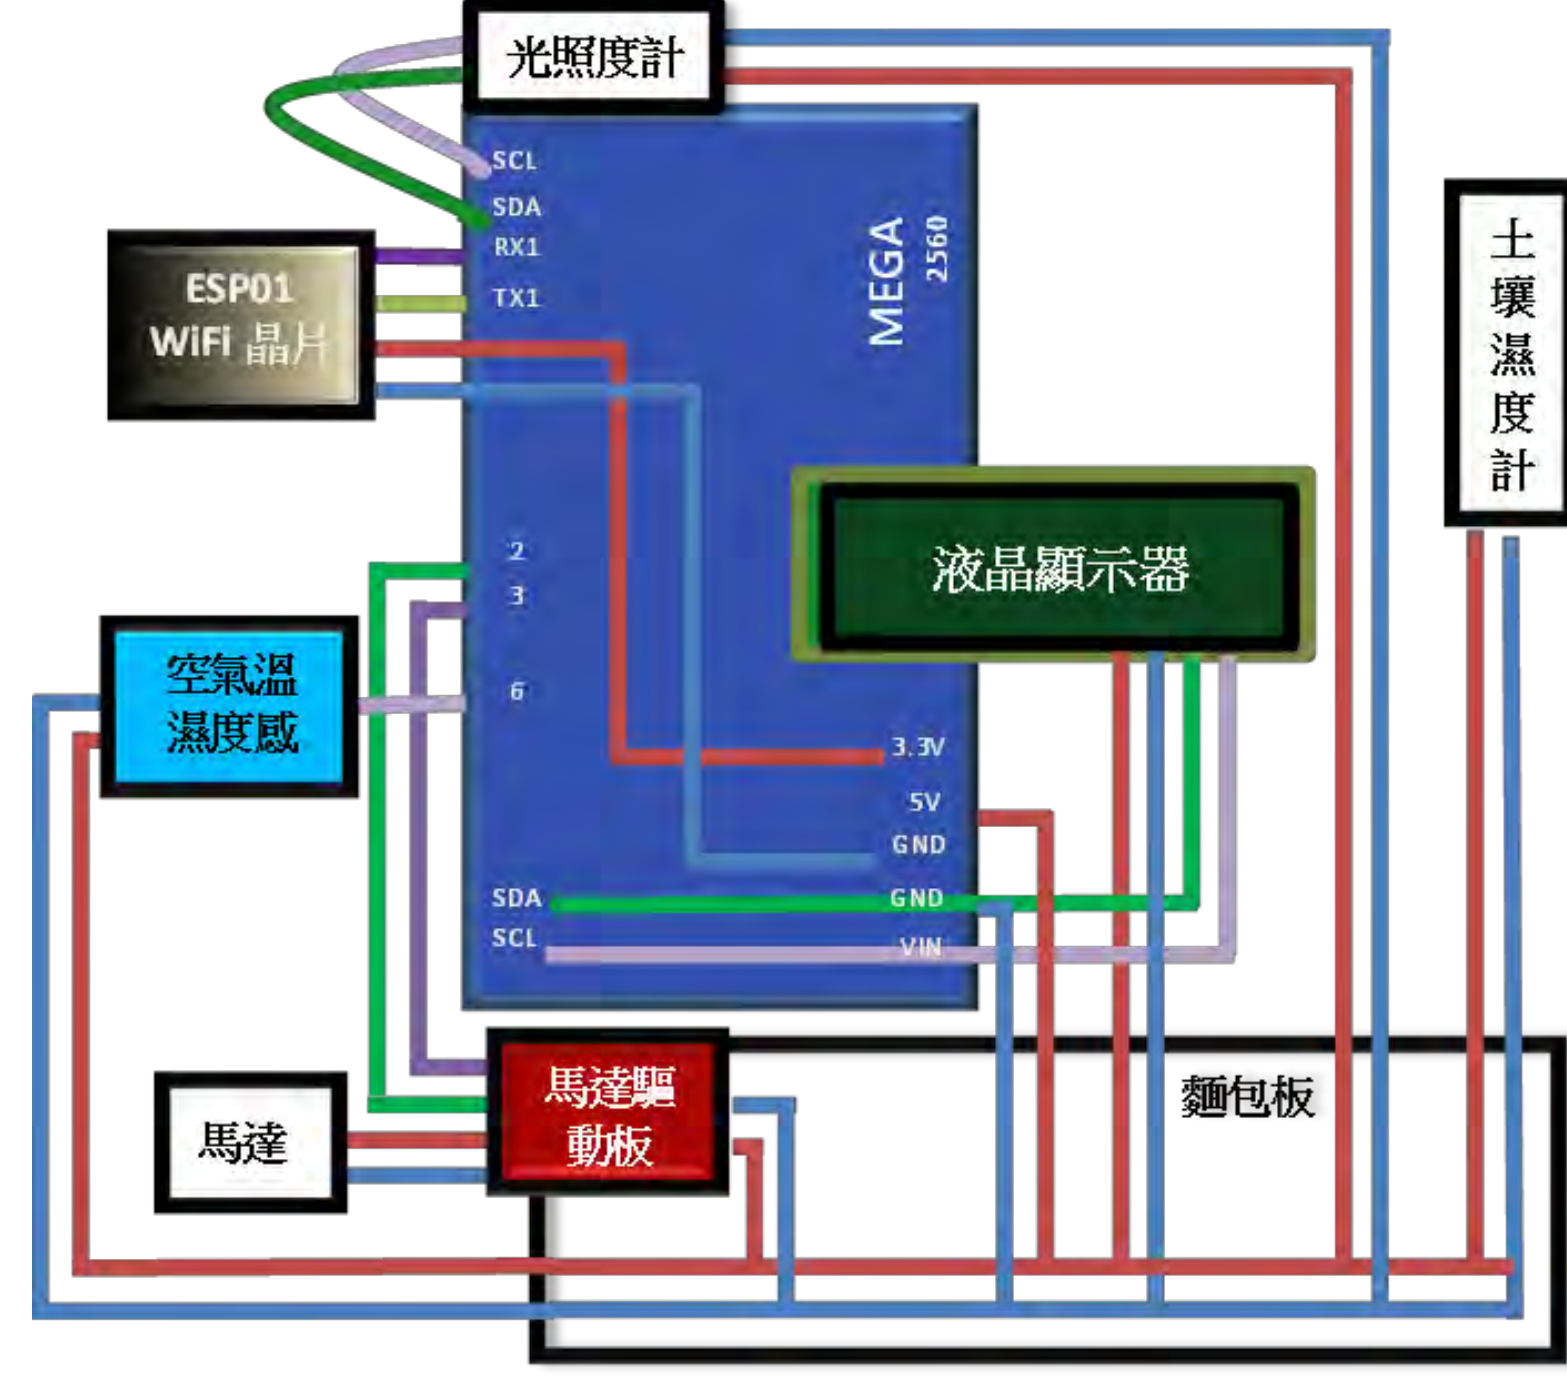 光照度計
SCL
SDA
RX1
TX1
MEGA
2560
ESP01
WiFi 晶片
土
壤
濕
度
計
液晶顯示器
2
3
6
空氣溫
濕度感
3.3V
5V
GND
GND
VIN
SDA
SCL
馬達驅
動板
馬達
麵包板